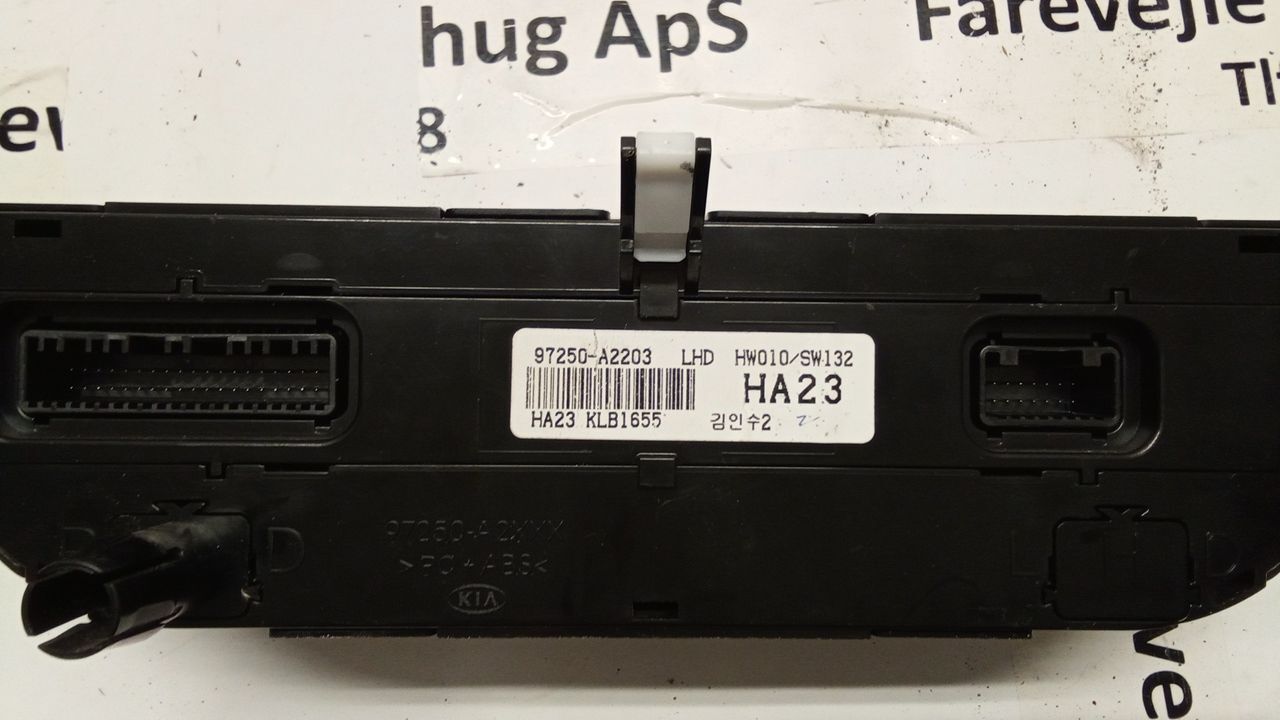 hug ApS
Farevejle
8
97250-A2203 LHD HW010/SW132
HA23
HA23 KLB1655 김인수2
97250-A2XXX
>PC+ABS<
KIA